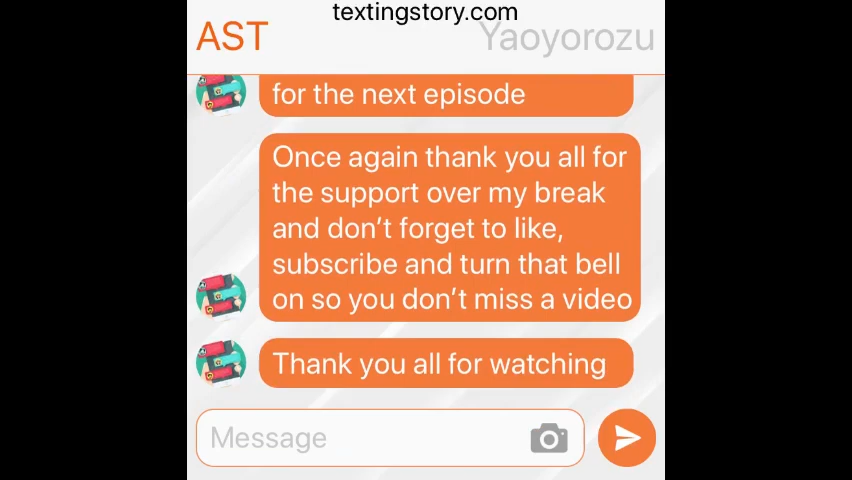 textingstory.com
AST
Yaoyorozu
for the next episode
Once again thank you all for
the support over my break
and don’t forget to like,
subscribe and turn that bell
on so you don’t miss a video
Thank you all for watching
Message